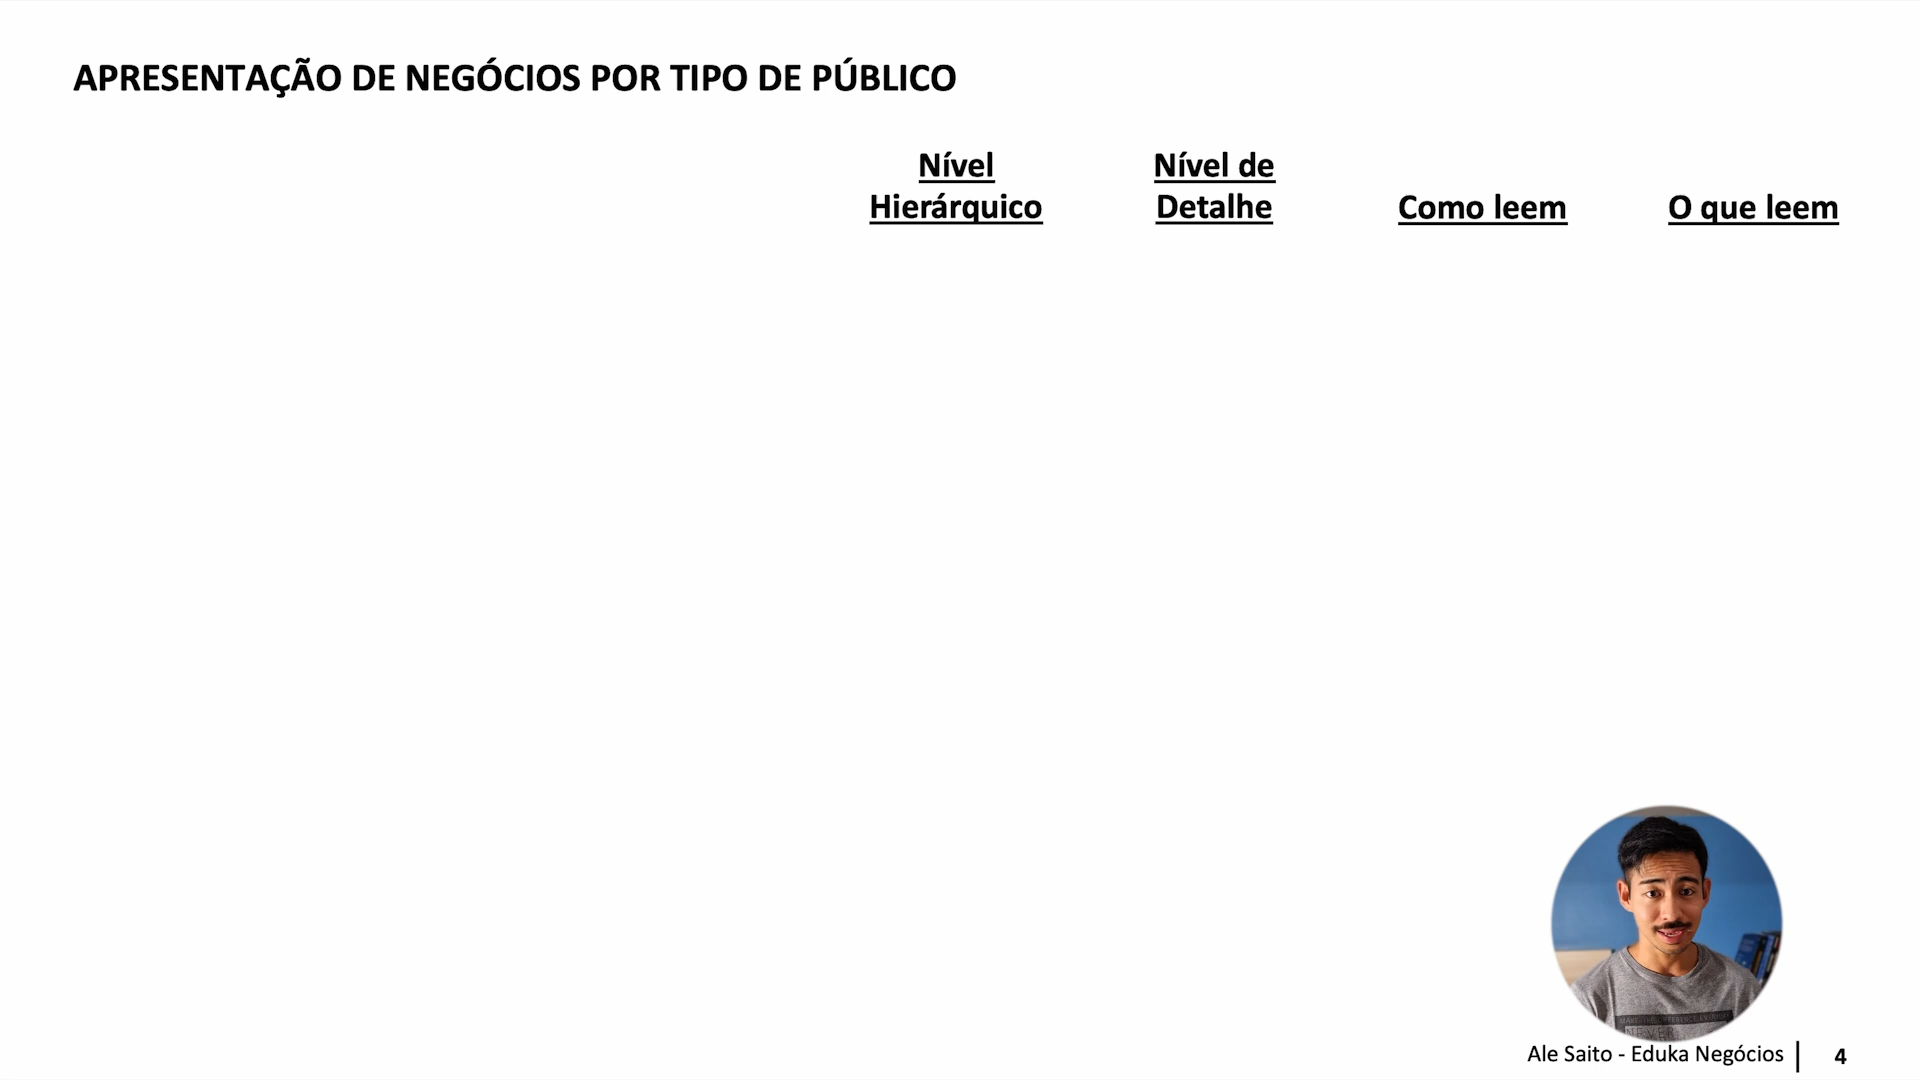 APRESENTAÇÃO DE NEGÓCIOS POR TIPO DE PÚBLICO
Nível
Hierárquico
Nível de
Detalhe
Como leem
O que leem
Ale Saito - Eduka Negócios
4